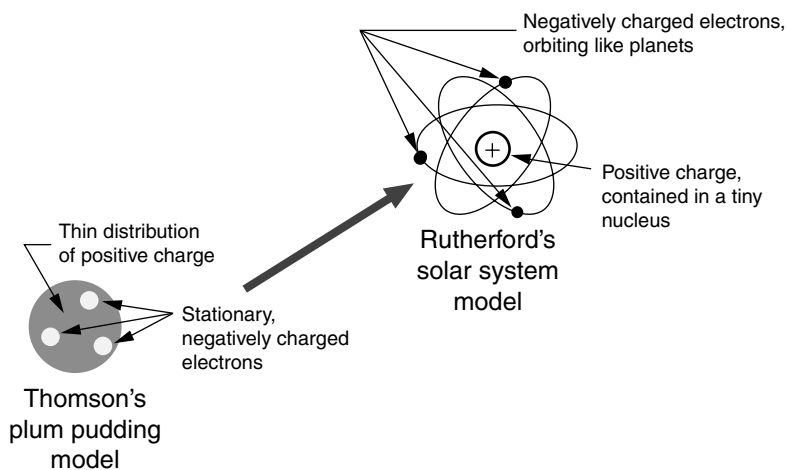 Negatively charged electrons,
orbiting like planets
+
Positive charge,
contained in a tiny
nucleus
Rutherford’s
solar system
model
Thin distribution
of positive charge
Stationary,
negatively charged
electrons
Thomson’s
plum pudding
model